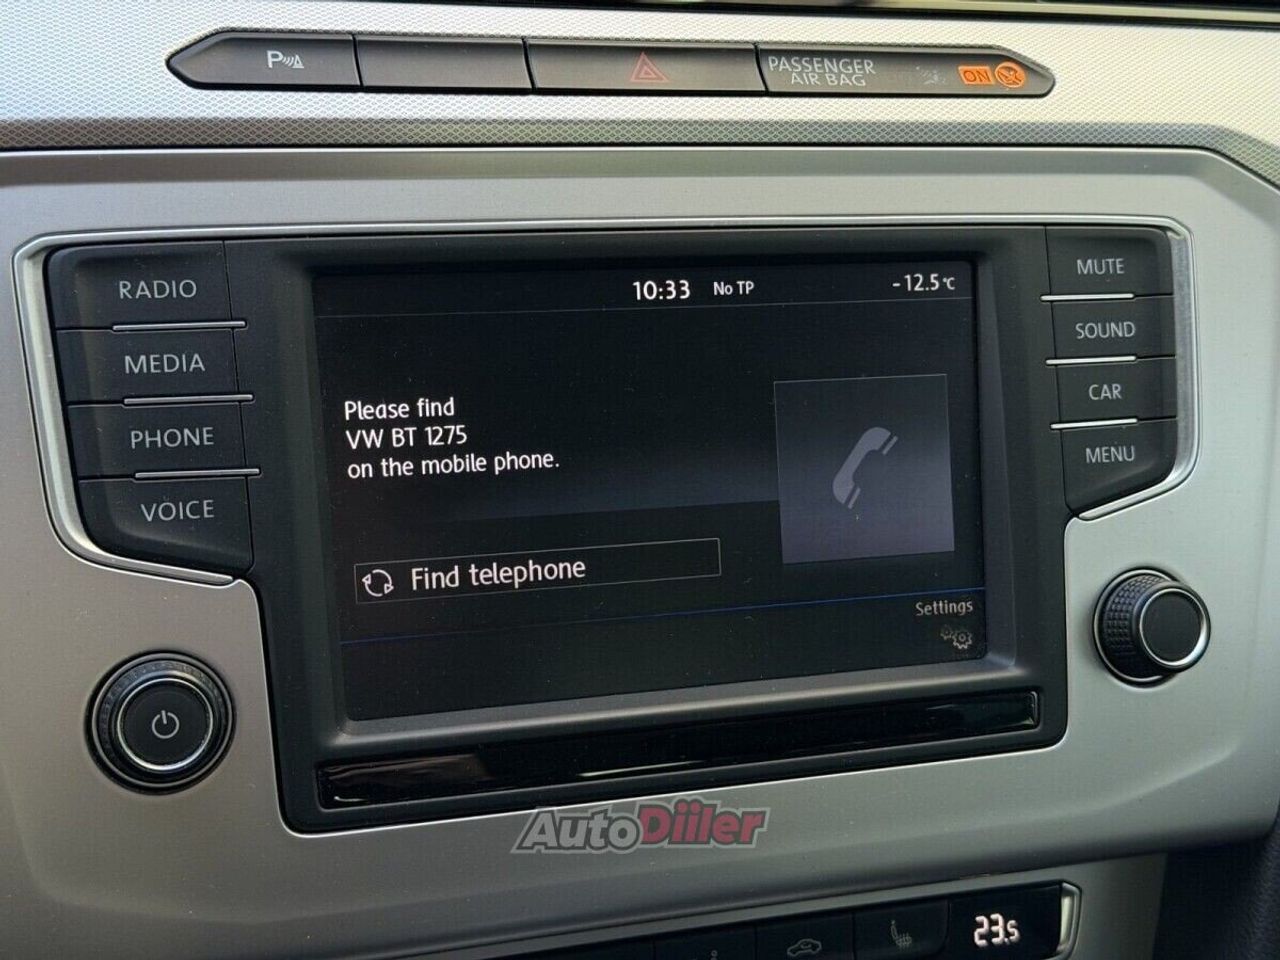 P
PASSENGER
AIR BAG
ON
RADIO
MEDIA
PHONE
VOICE
10:33 No TP -12.5°C
Please find
VW BT 1275
on the mobile phone.
Find telephone
Settings
MUTE
SOUND
CAR
MENU
AutoDiiler
23.5